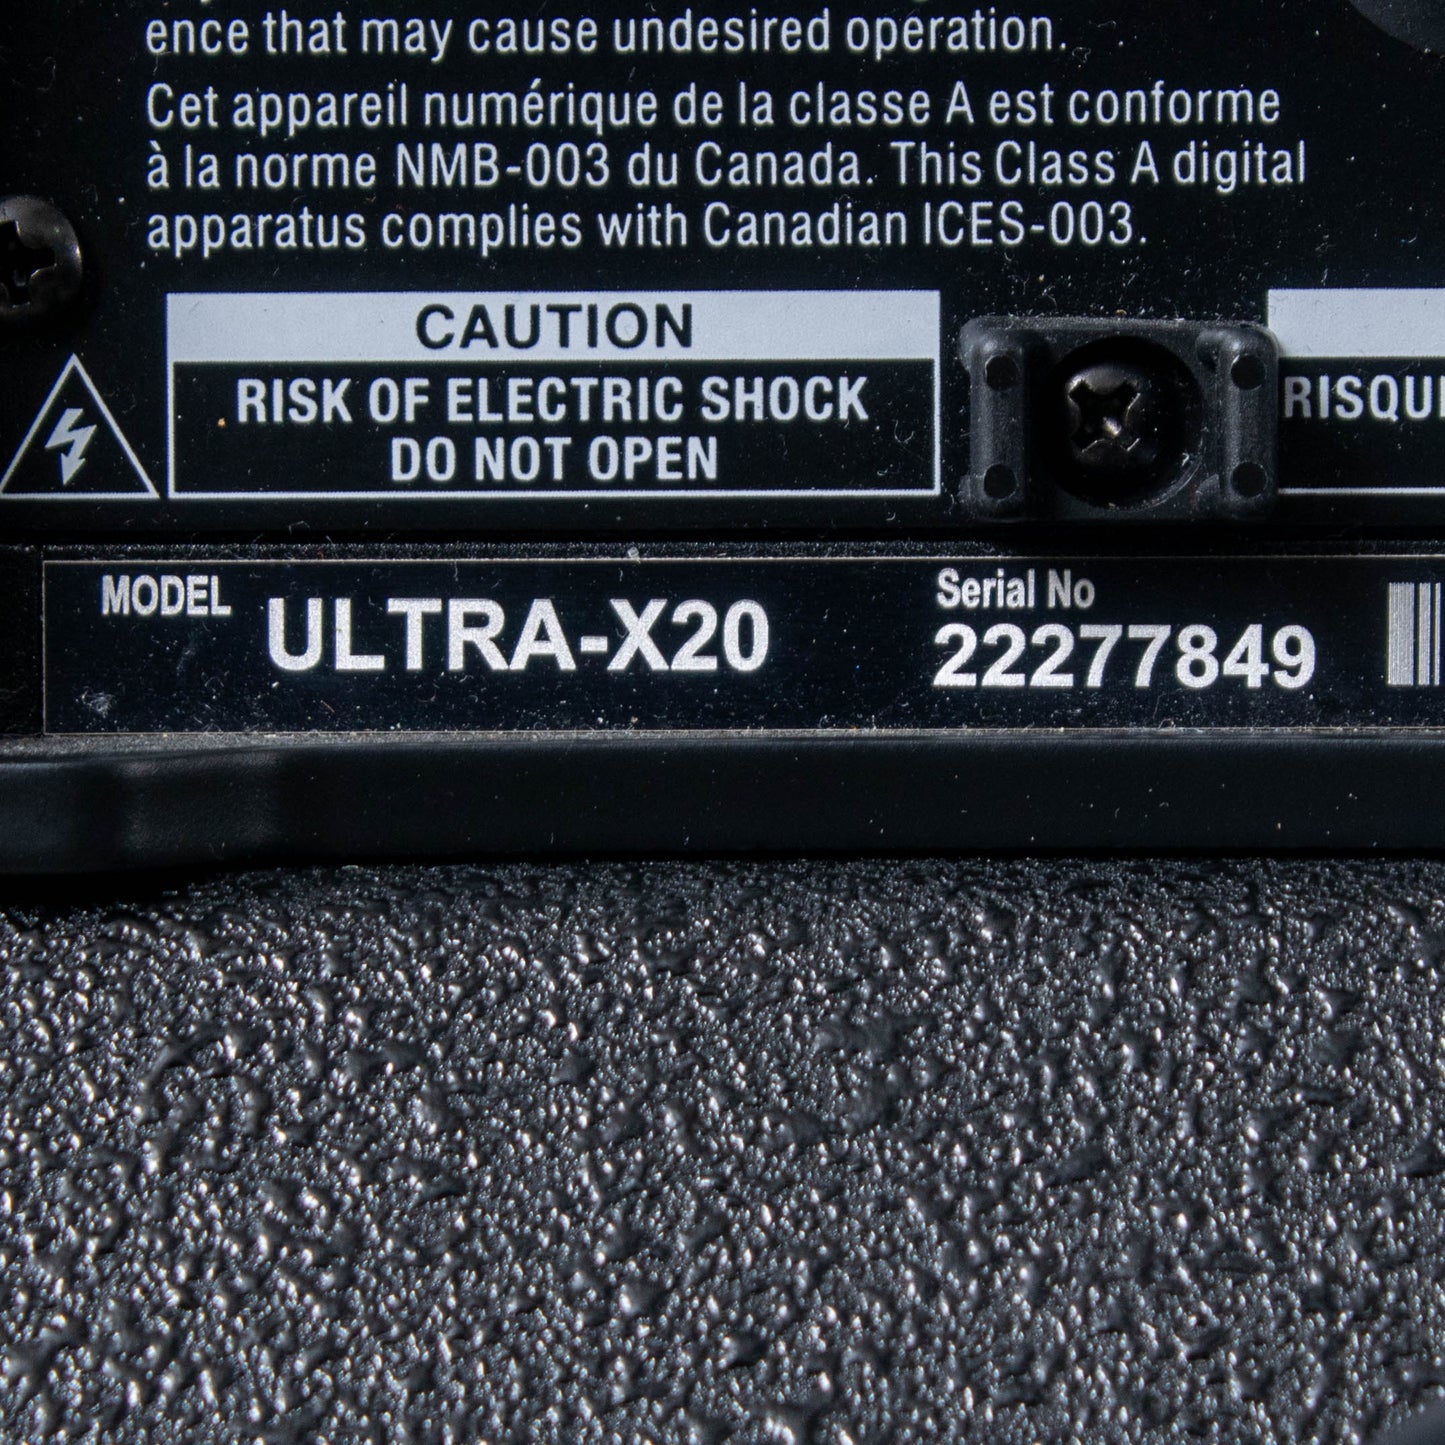 ence that may cause undesired operation.
Cet appareil numérique de la classe A est conforme
à la norme NMB-003 du Canada. This Class A digital
apparatus complies with Canadian ICES-003.
CAUTION
RISK OF ELECTRIC SHOCK
DO NOT OPEN
RISQU
MODEL ULTRA-X20
Serial No
22277849